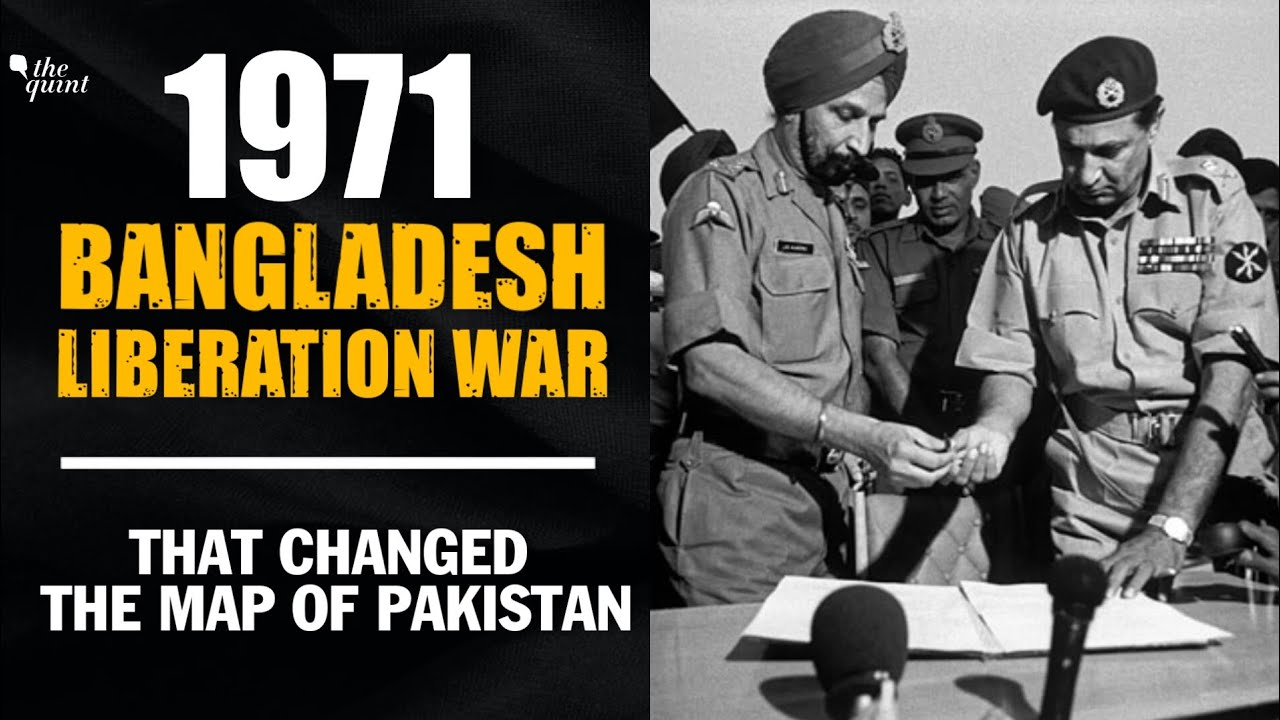 the
quint
1971
BANGLADESH
LIBERATION WAR
THAT CHANGED
THE MAP OF PAKISTAN